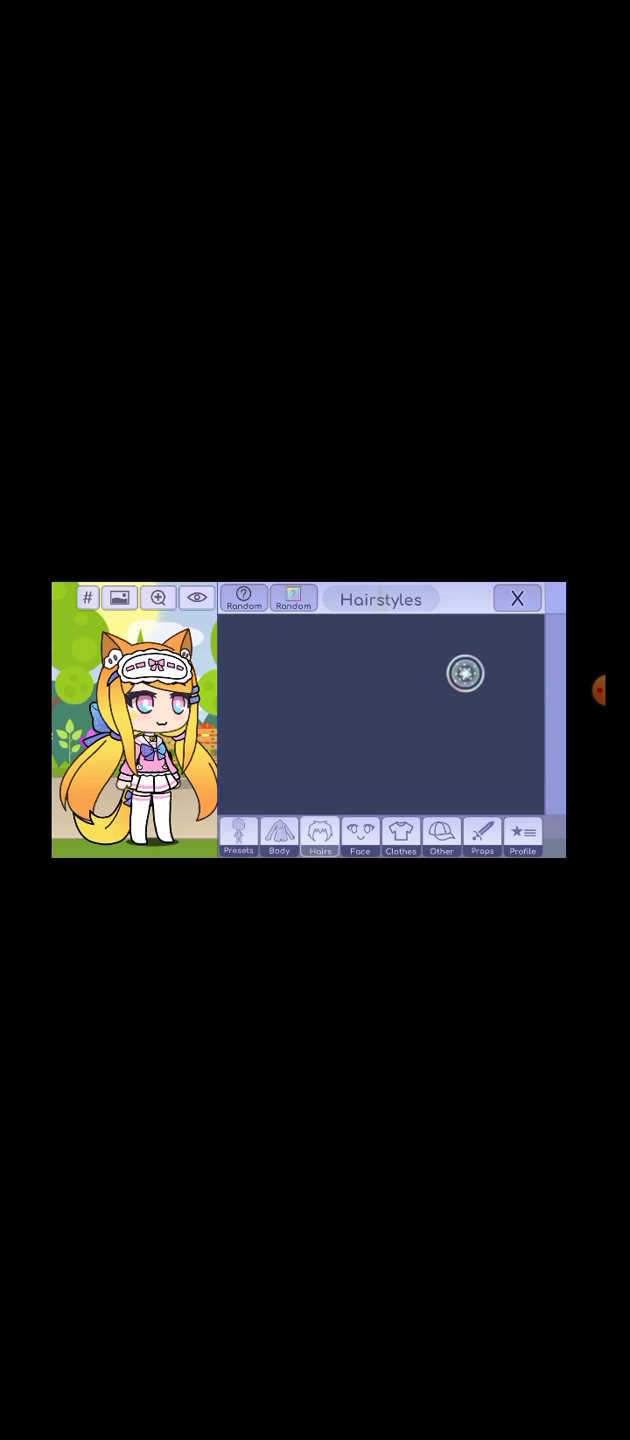 #
Random
Random
Hairstyles
X
Presets
Body
Hairs
Face
Clothes
Other
Props
Profile